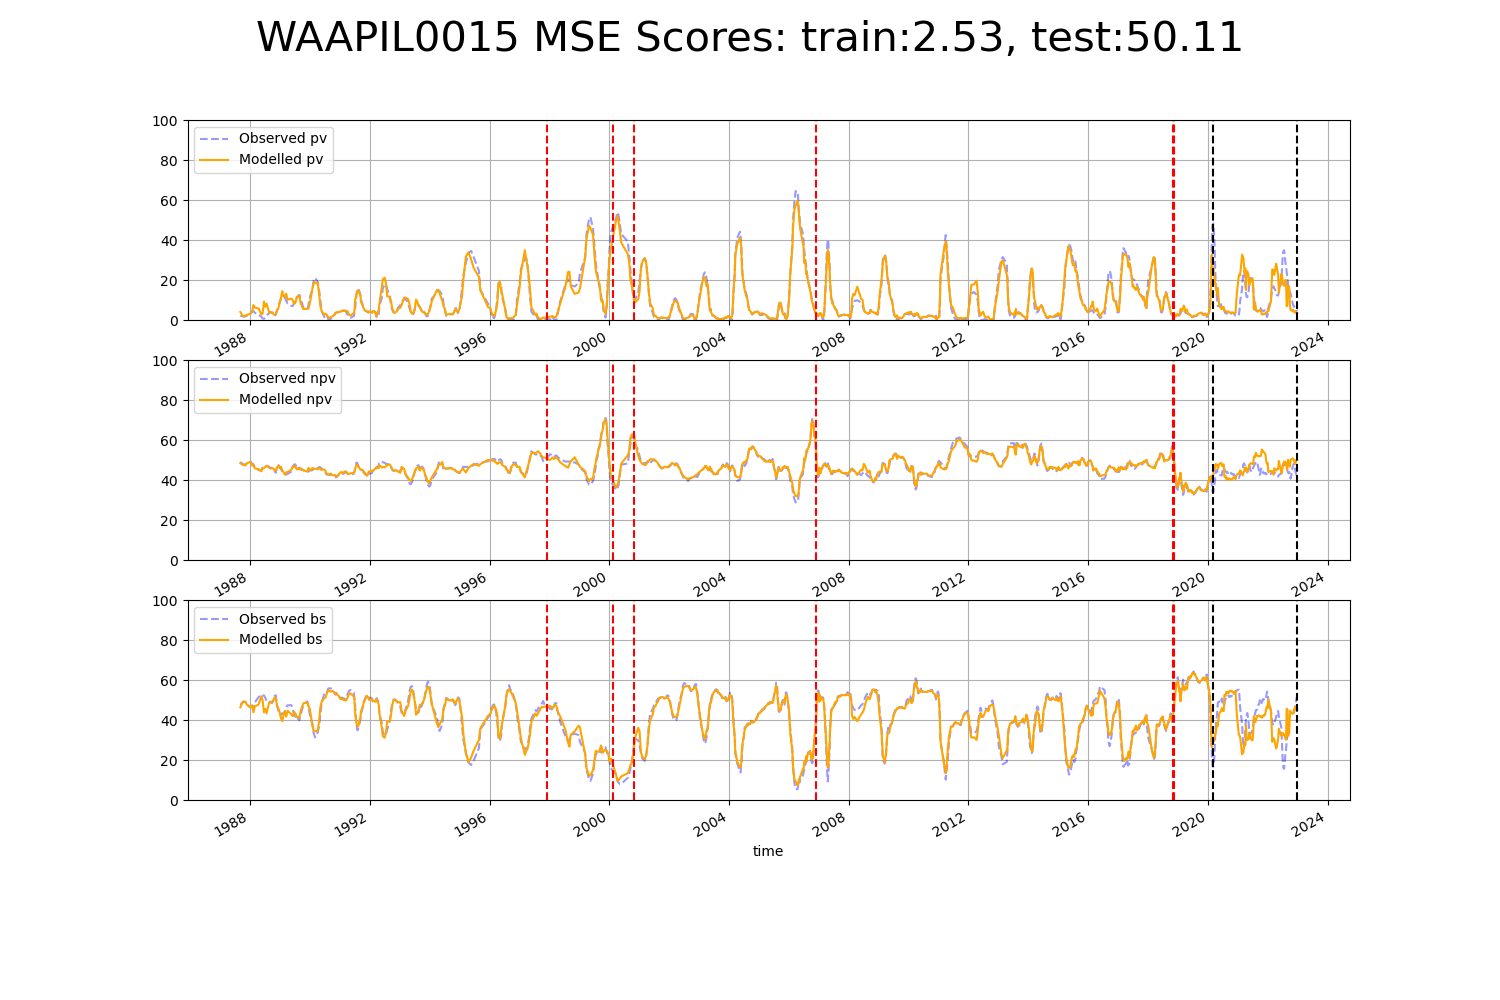 WAAPIL0015 MSE Scores: train:2.53, test:50.11
100
80
60
40
20
0
Observed pv
Modelled pv
1988 1992 1996 2000 2004 2008 2012 2016 2020 2024
100
80
60
40
20
0
Observed npv
Modelled npv
1988 1992 1996 2000 2004 2008 2012 2016 2020 2024
100
80
60
40
20
0
Observed bs
Modelled bs
1988 1992 1996 2000 2004 2008 2012 2016 2020 2024
time